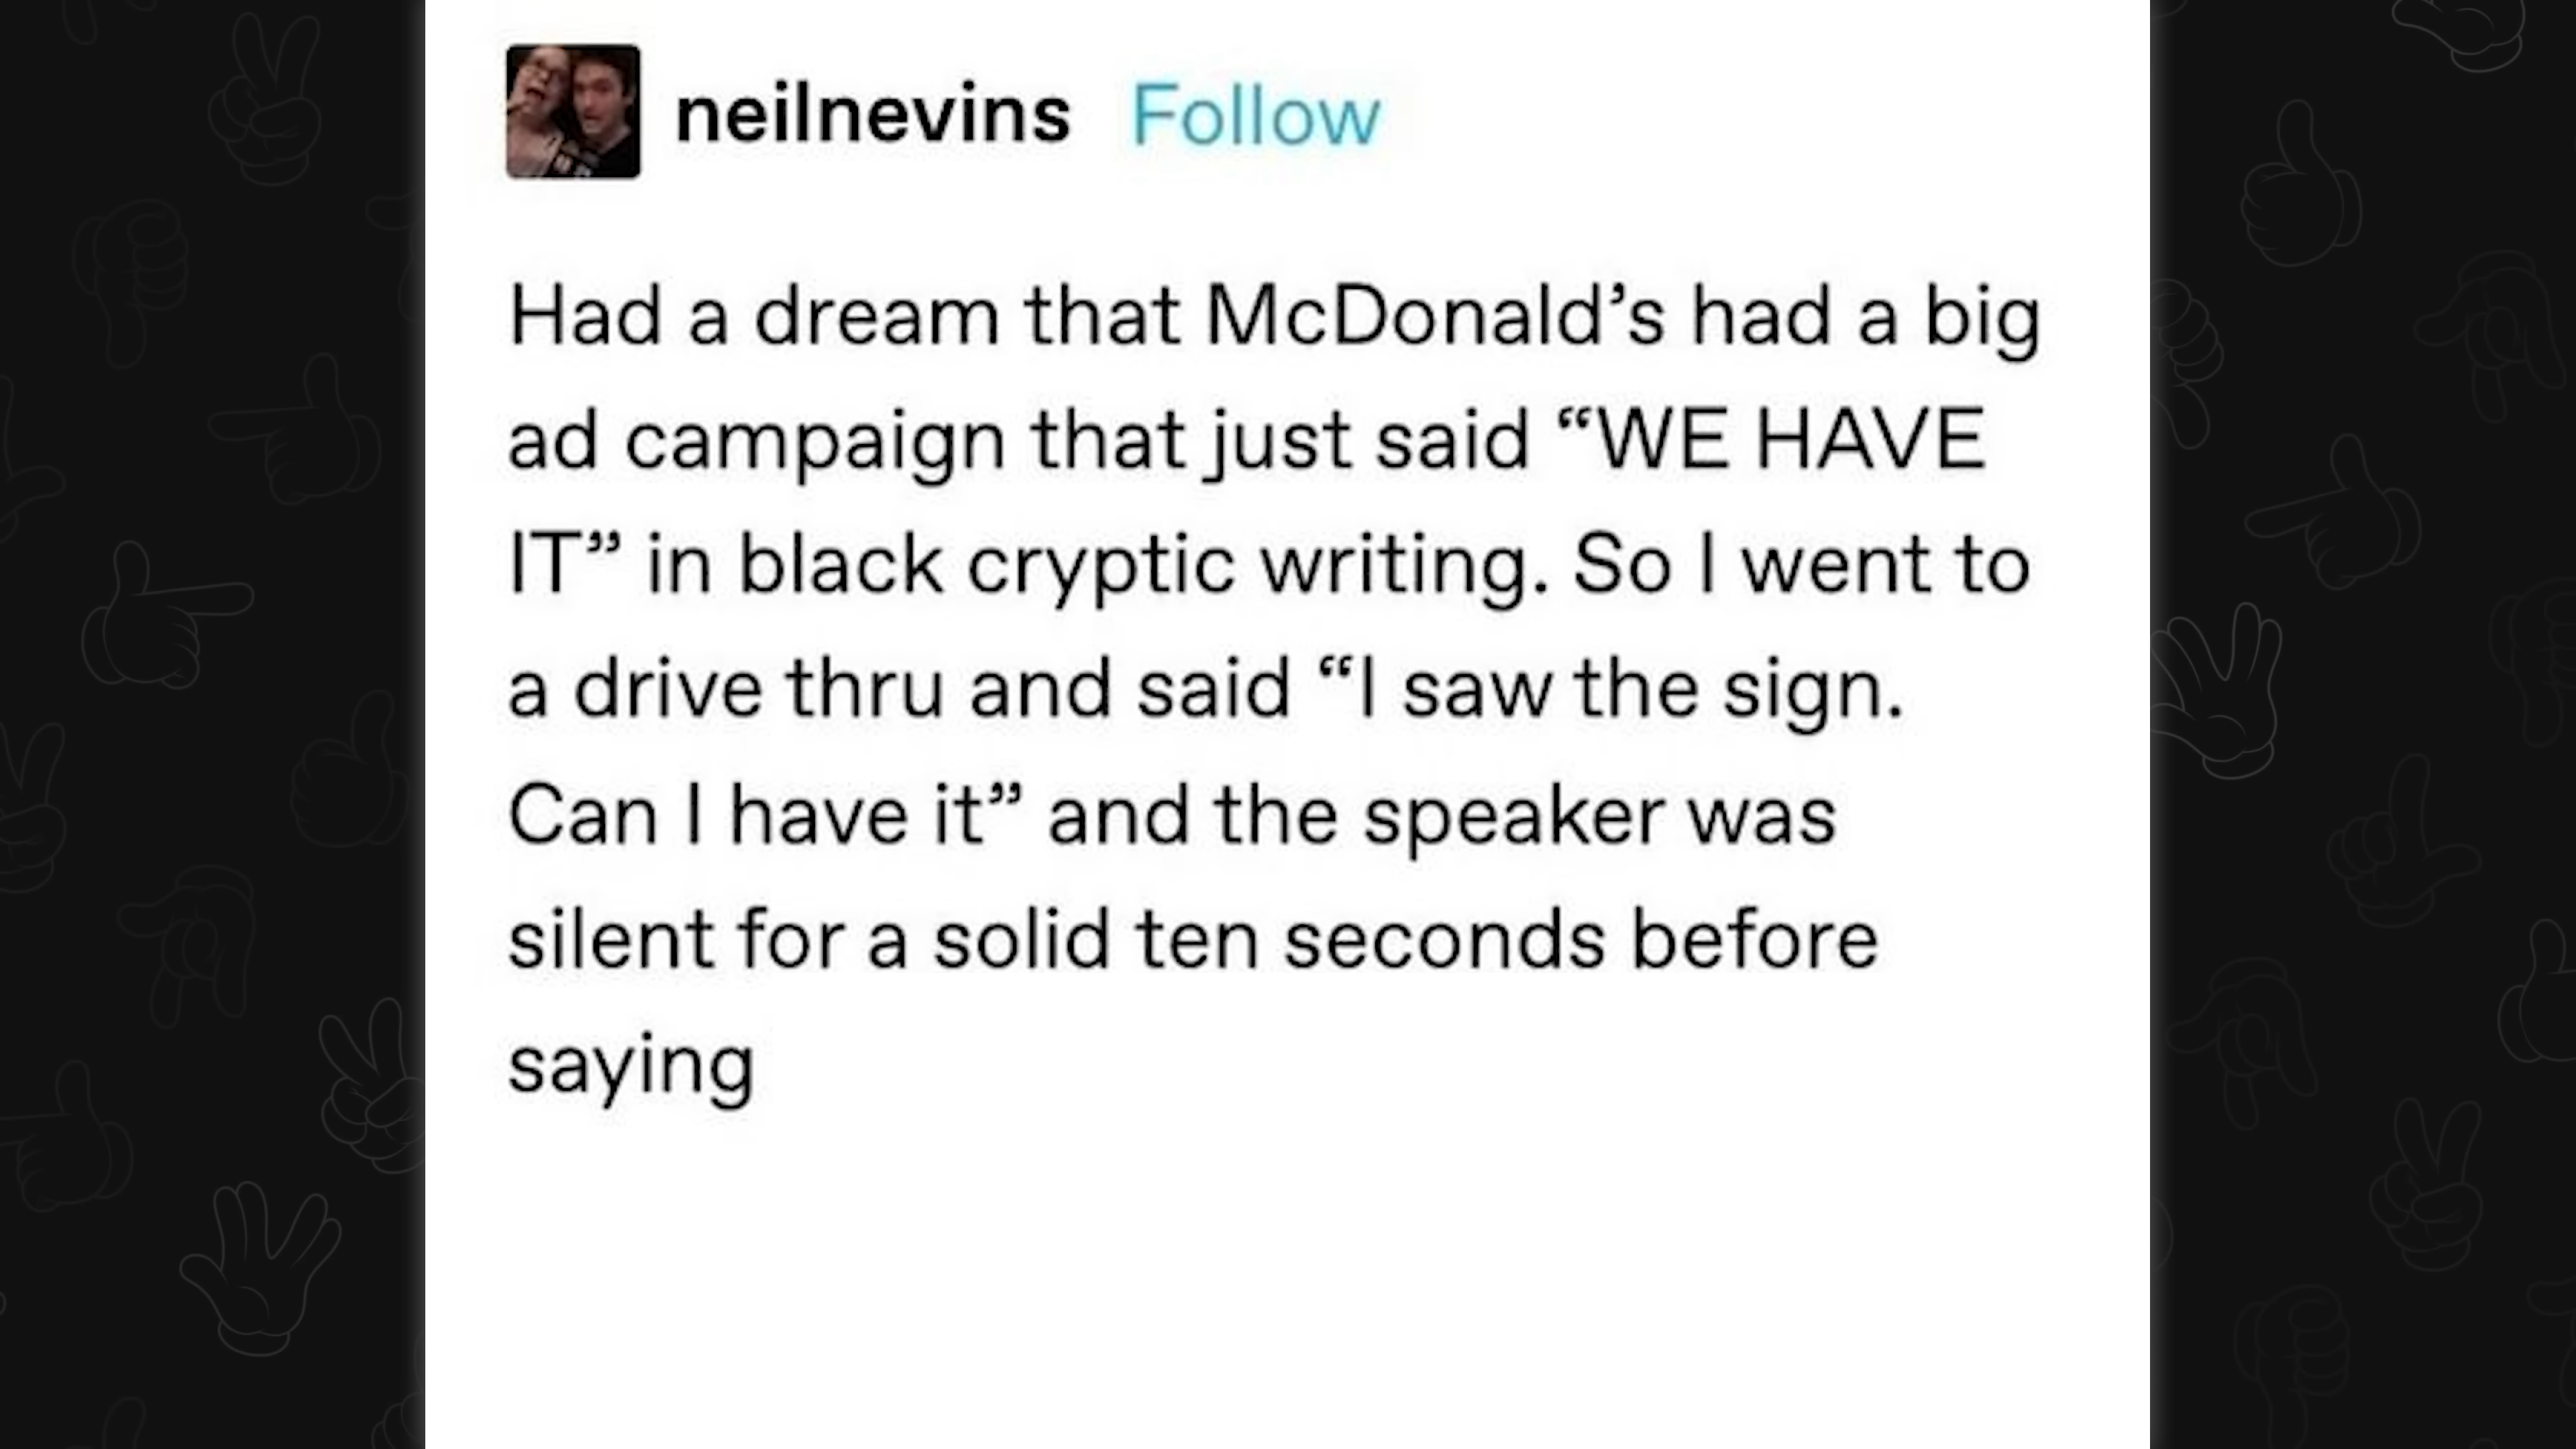 neilnevins Follow
Had a dream that McDonald’s had a big
ad campaign that just said “WE HAVE
IT” in black cryptic writing. So I went to
a drive thru and said “I saw the sign.
Can I have it” and the speaker was
silent for a solid ten seconds before
saying